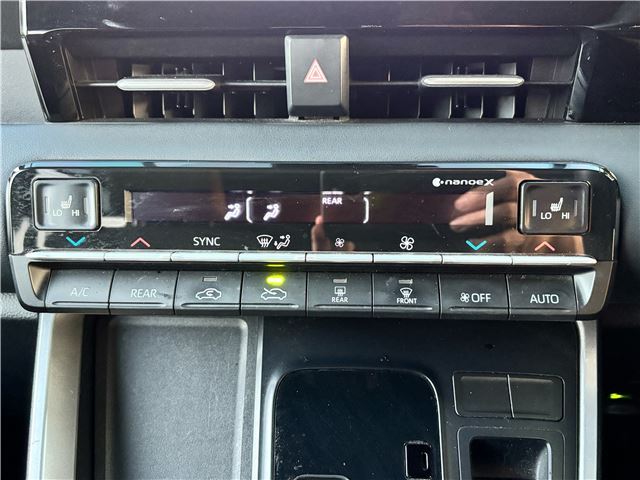 nanoeX
LO HI
REAR
LO HI
SYNC
A/C REAR REAR FRONT OFF AUTO